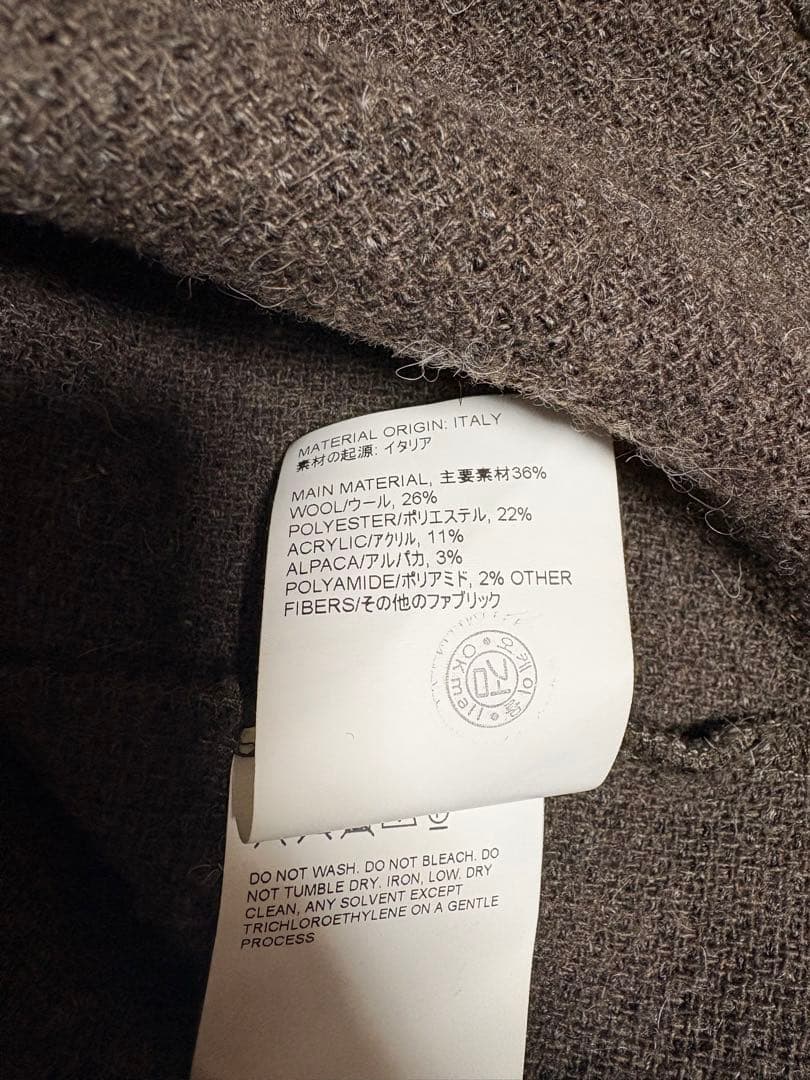 MATERIAL ORIGIN: ITALY
素材の起源: イタリア
MAIN MATERIAL, 主要素材36%
WOOL/ウール, 26%
POLYESTER/ポリエステル, 22%
ACRYLIC/アクリル, 11%
ALPACA/アルパカ, 3%
POLYAMIDE/ポリアミド, 2% OTHER
FIBERS/その他のファブリック
DO NOT WASH. DO NOT BLEACH. DO
NOT TUMBLE DRY. IRON, LOW. DRY
CLEAN, ANY SOLVENT EXCEPT
TRICHLOROETHYLENE ON A GENTLE
PROCESS